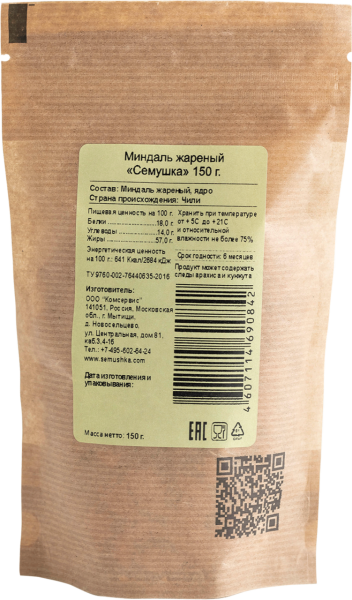 Миндаль жареный
«Семушка» 150 г.
Состав: Миндаль жареный, ядро
Страна происхождения: Чили
Пищевая ценность на 100 г.
Белки 18,0 г.
Углеводы 14,0 г.
Жиры 57,0 г.
Энергетическая ценность
на 100 г.: 641 Ккал/2684 кДж
ТУ 9760-002-76440635-2016
Хранить при температуре
от +5С до +21С
и относительной
влажности не более 75%
Срок годности: 6 месяцев
Продукт может содержать
следы арахиса и кунжута
Изготовитель:
ООО "Комсервис"
141051, Россия, Московская
обл., г. Мытищи,
д. Новосельцево,
ул. Центральная, дом 81,
каб.3,4-16
Тел.: +7-495-602-64-24
www.semushka.com
Дата изготовления и
упаковывания:
4607114690842
EAC
Масса нетто: 150 г.